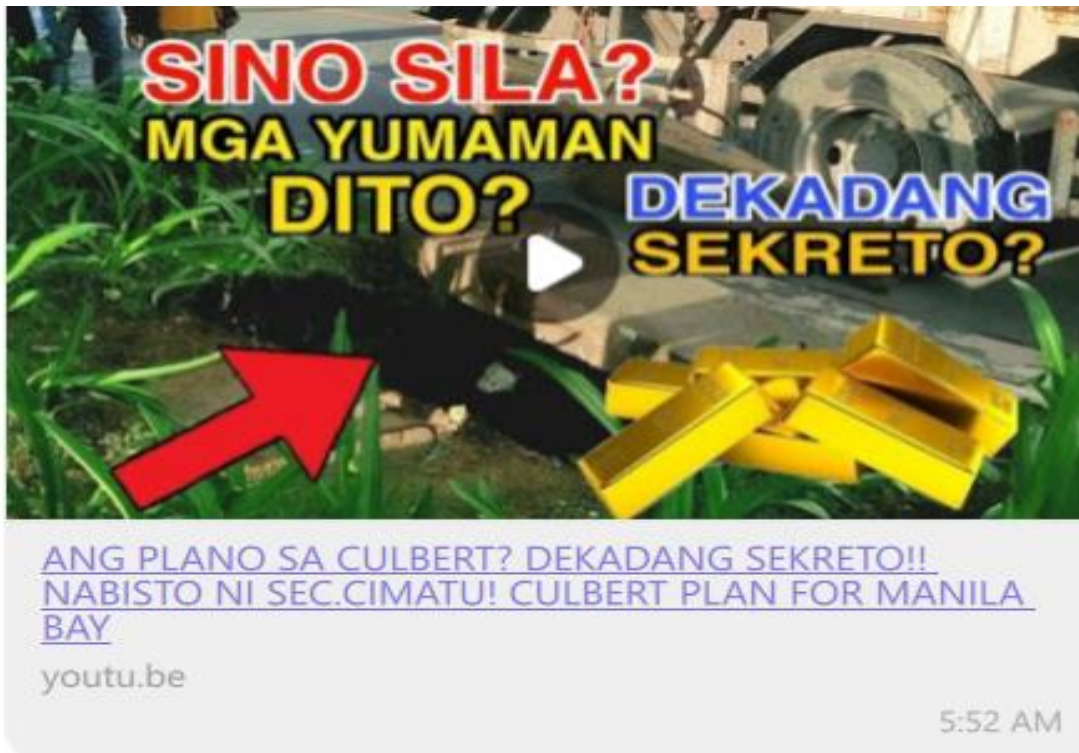 SINO SILA?
MGA YUMAMAN
DITO?
DEKADANG
SEKRETO?
ANG PLANO SA CULBERT? DEKADANG SEKRETO!!
NABISTO NI SEC.CIMATU! CULBERT PLAN FOR MANILA
BAY
youtu.be
5:52 AM